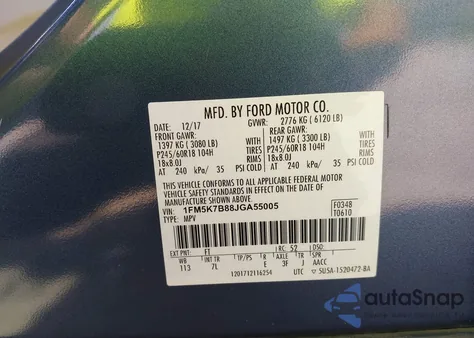 MFD. BY FORD MOTOR CO.
DATE: 12/17 GVWR: 2776 KG ( 6120 LB)
FRONT GAWR: REAR GAWR:
1397 KG ( 3080 LB) WITH 1497 KG ( 3300 LB) WITH
P245/60R18 104H TIRES P245/60R18 104H TIRES
18x8.0J RIMS 18x8.0J RIMS
AT 240 kPa/ 35 PSI COLD AT 240 kPa/ 35 PSI COLD
THIS VEHICLE CONFORMS TO ALL APPLICABLE FEDERAL MOTOR
VEHICLE SAFETY STANDARDS IN EFFECT ON THE DATE OF
MANUFACTURE SHOWN ABOVE.
VIN: 1FM5K7B88JGA55005 F0348
TYPE: MPV T0610
EXT PNT: FT RC: 52 DSO:
WB INT TR TP/PS R AXLE TR SPR
113 7L E 3F J AACC
1201712116254 UTC
autoSnap